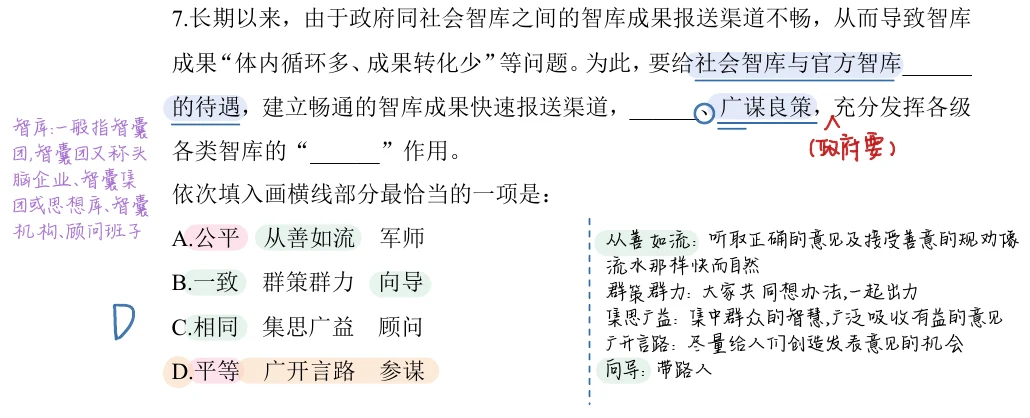 7.长期以来，由于政府同社会智库之间的智库成果报送渠道不畅，从而导致智库
成果“体内循环多、成果转化少”等问题。为此，要给社会智库与官方智库______
的待遇，建立畅通的智库成果快速报送渠道，______、广谋良策，充分发挥各级
(政府要)
各类智库的“______”作用。
智库:一般指智囊
团,智囊团又称头
脑企业、智囊集
团或思想库、智囊
机构、顾问班子
依次填入画横线部分最恰当的一项是：
A.公平 从善如流 军师
B.一致 群策群力 向导
C.相同 集思广益 顾问
D.平等 广开言路 参谋
D
从善如流：听取正确的意见及接受善意的规劝像
流水那样快而自然
群策群力：大家共同想办法,一起出力
集思广益：集中群众的智慧,广泛吸收有益的意见
广开言路：尽量给人们创造发表意见的机会
向导：带路人